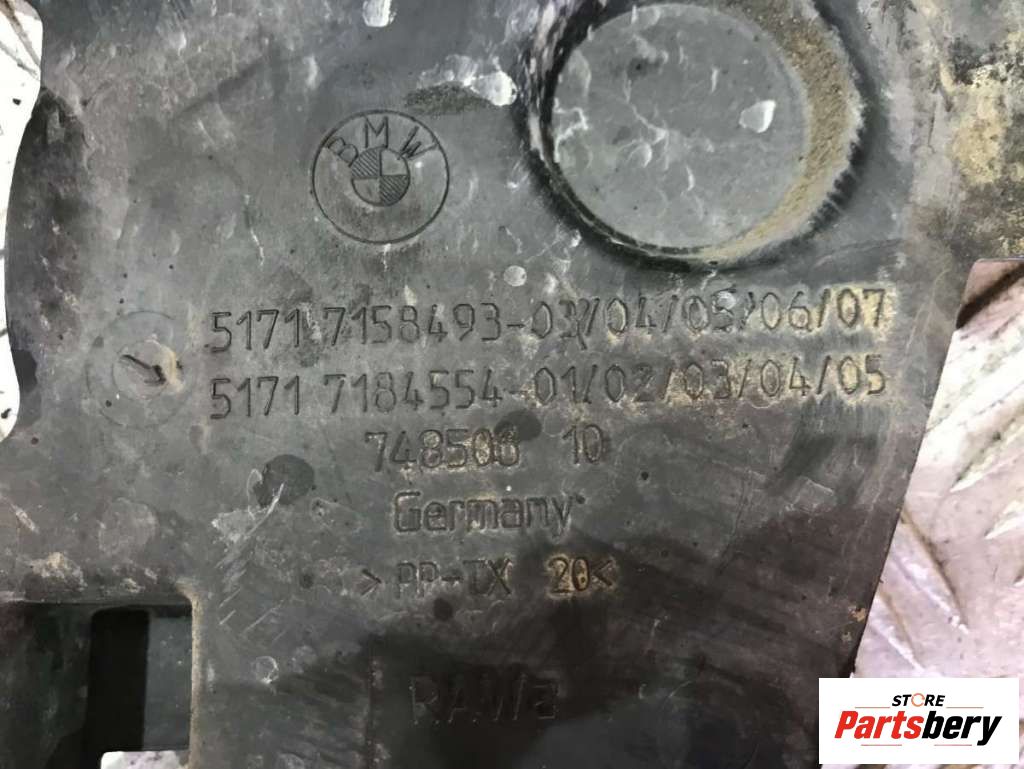 BMW
5171 7158493-03/04/05/06/07
5171 7184554-01/02/03/04/05
748508 10
Germany
>PP-TX 20<
RAWa
STORE
Partsbery